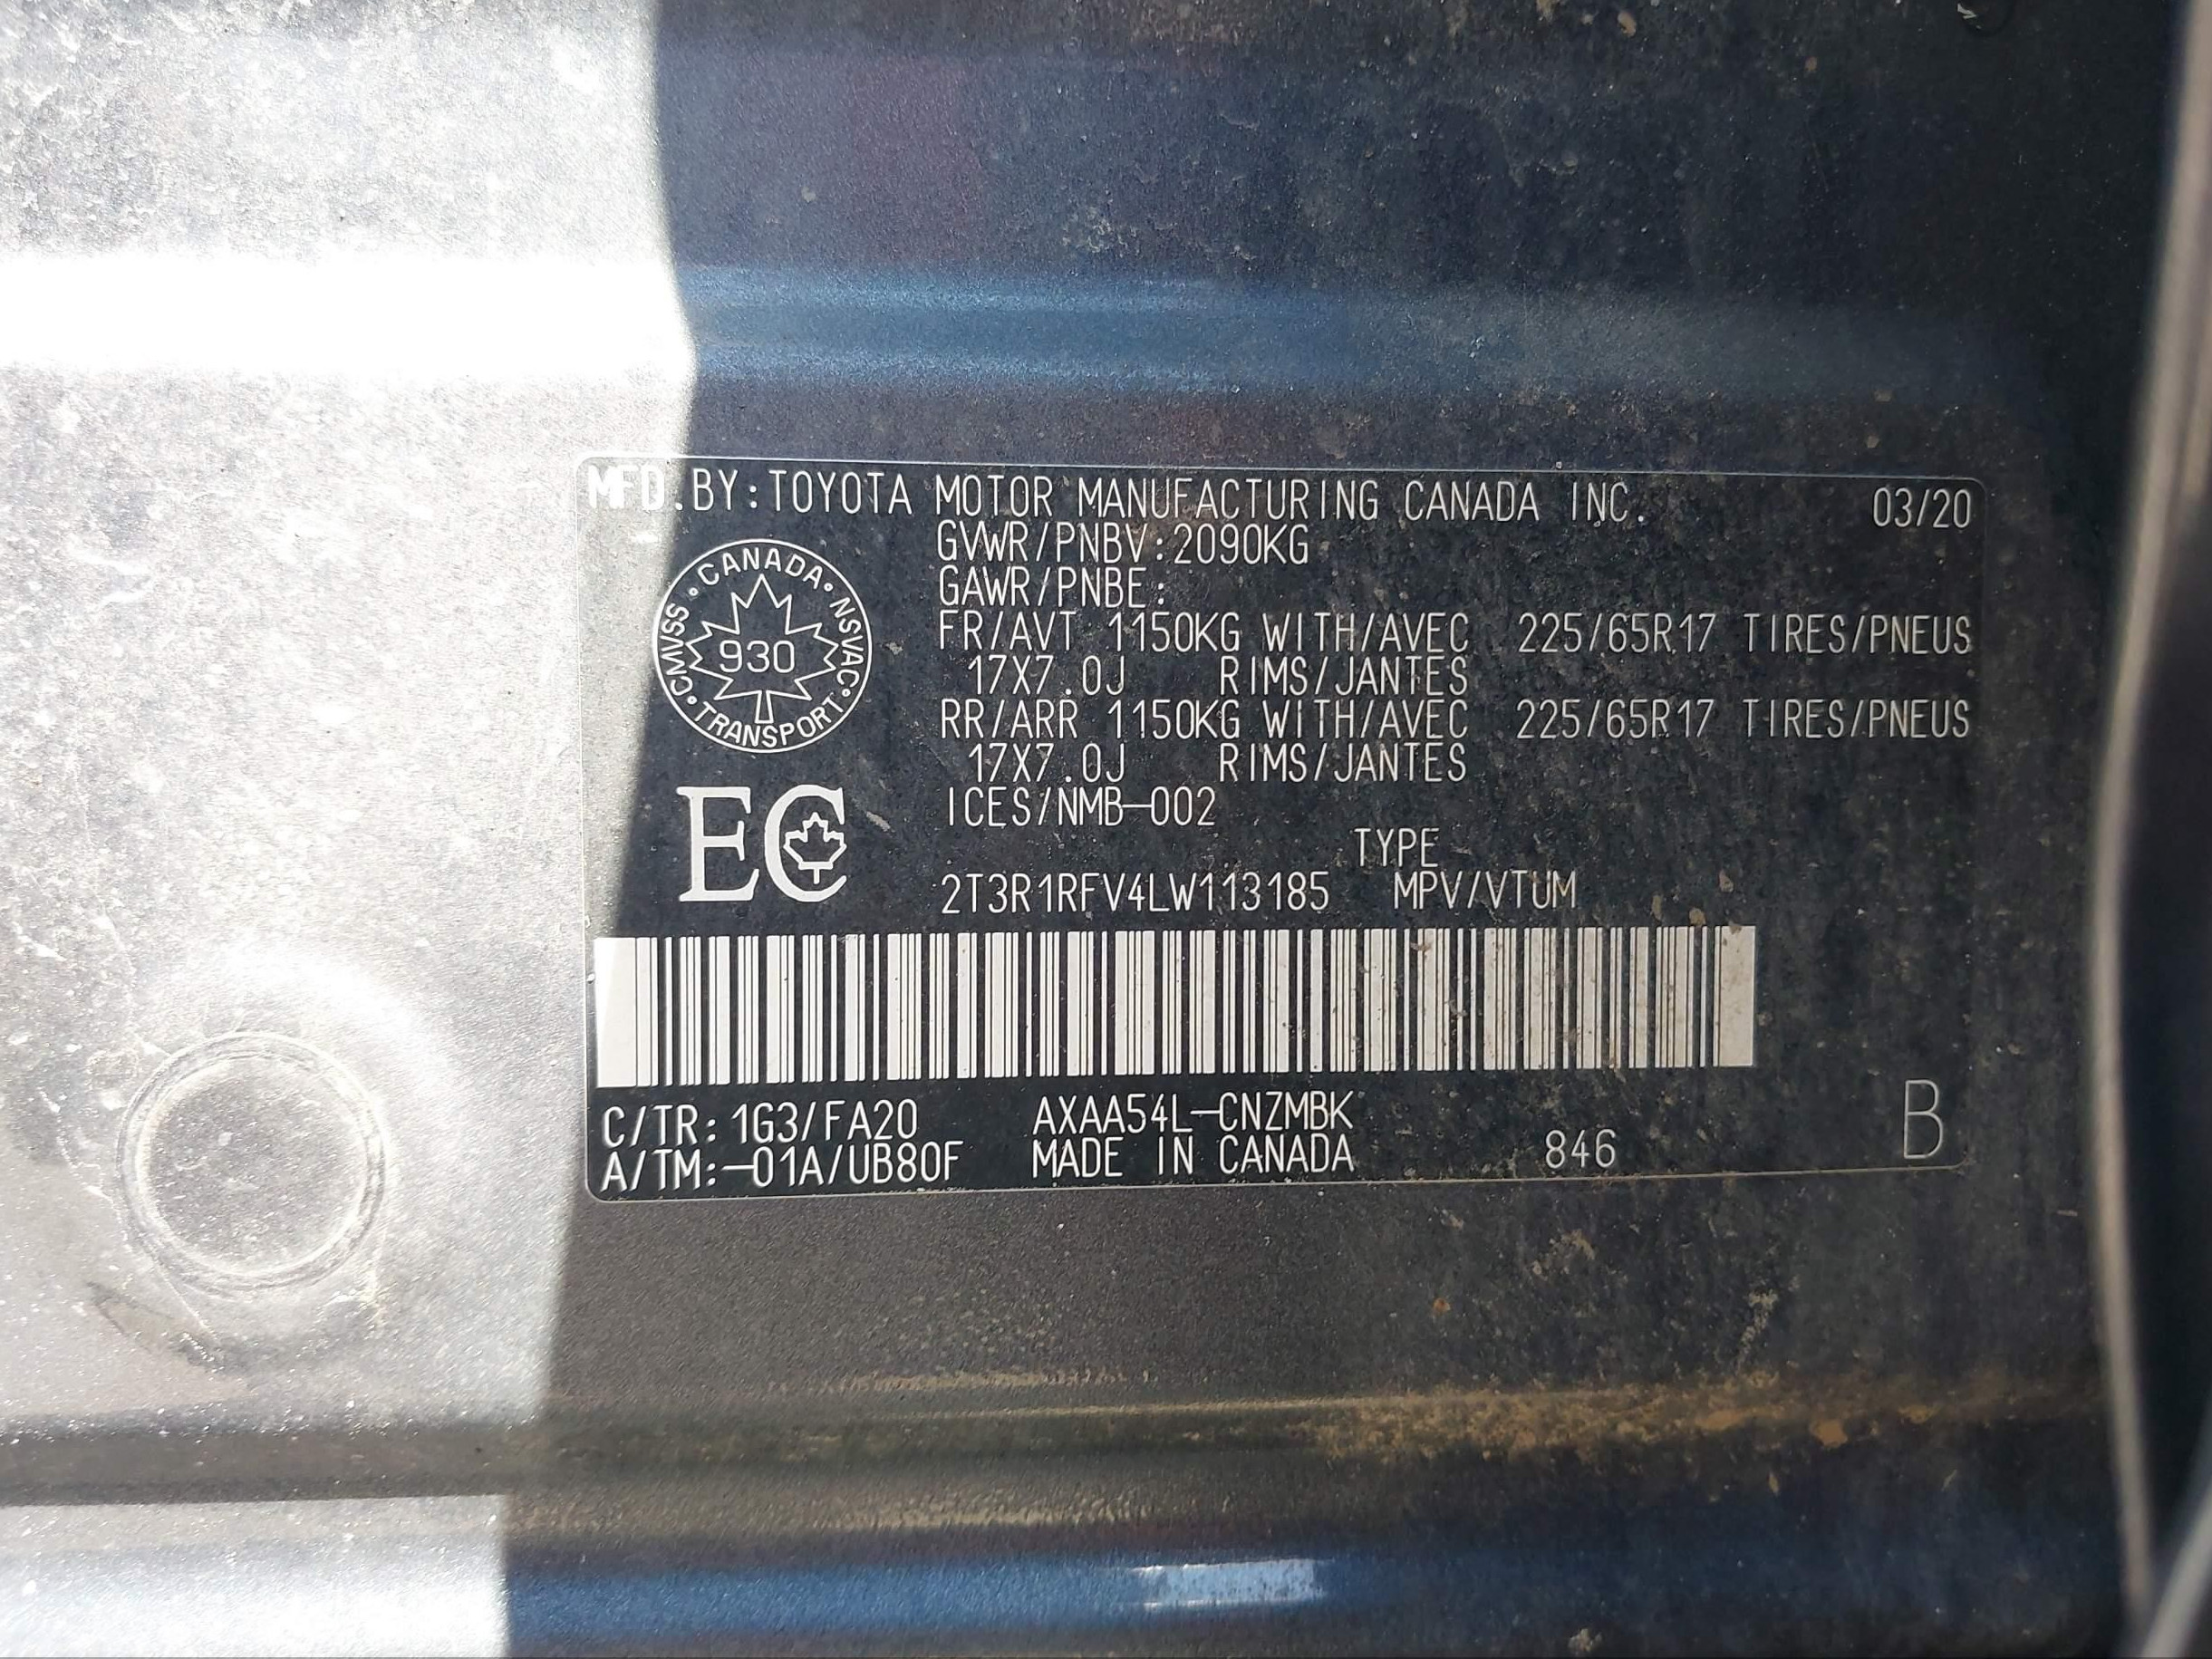 MFD.BY:TOYOTA MOTOR MANUFACTURING CANADA INC. 03/20
GVWR/PNBV:2090KG
GAWR/PNBE:
FR/AVT 1150KG WITH/AVEC 225/65R17 TIRES/PNEUS
17X7.0J RIMS/JANTES
RR/ARR 1150KG WITH/AVEC 225/65R17 TIRES/PNEUS
17X7.0J RIMS/JANTES
ICES/NMB-002
CANADA • NSVAC • TRANSPORT • CMVSS •
930
EC
TYPE
2T3R1RFV4LW113185 MPV/VTUM
C/TR: 1G3/FA20 AXAA54L-CNZMBK
A/TM:-01A/UB80F MADE IN CANADA 846 B